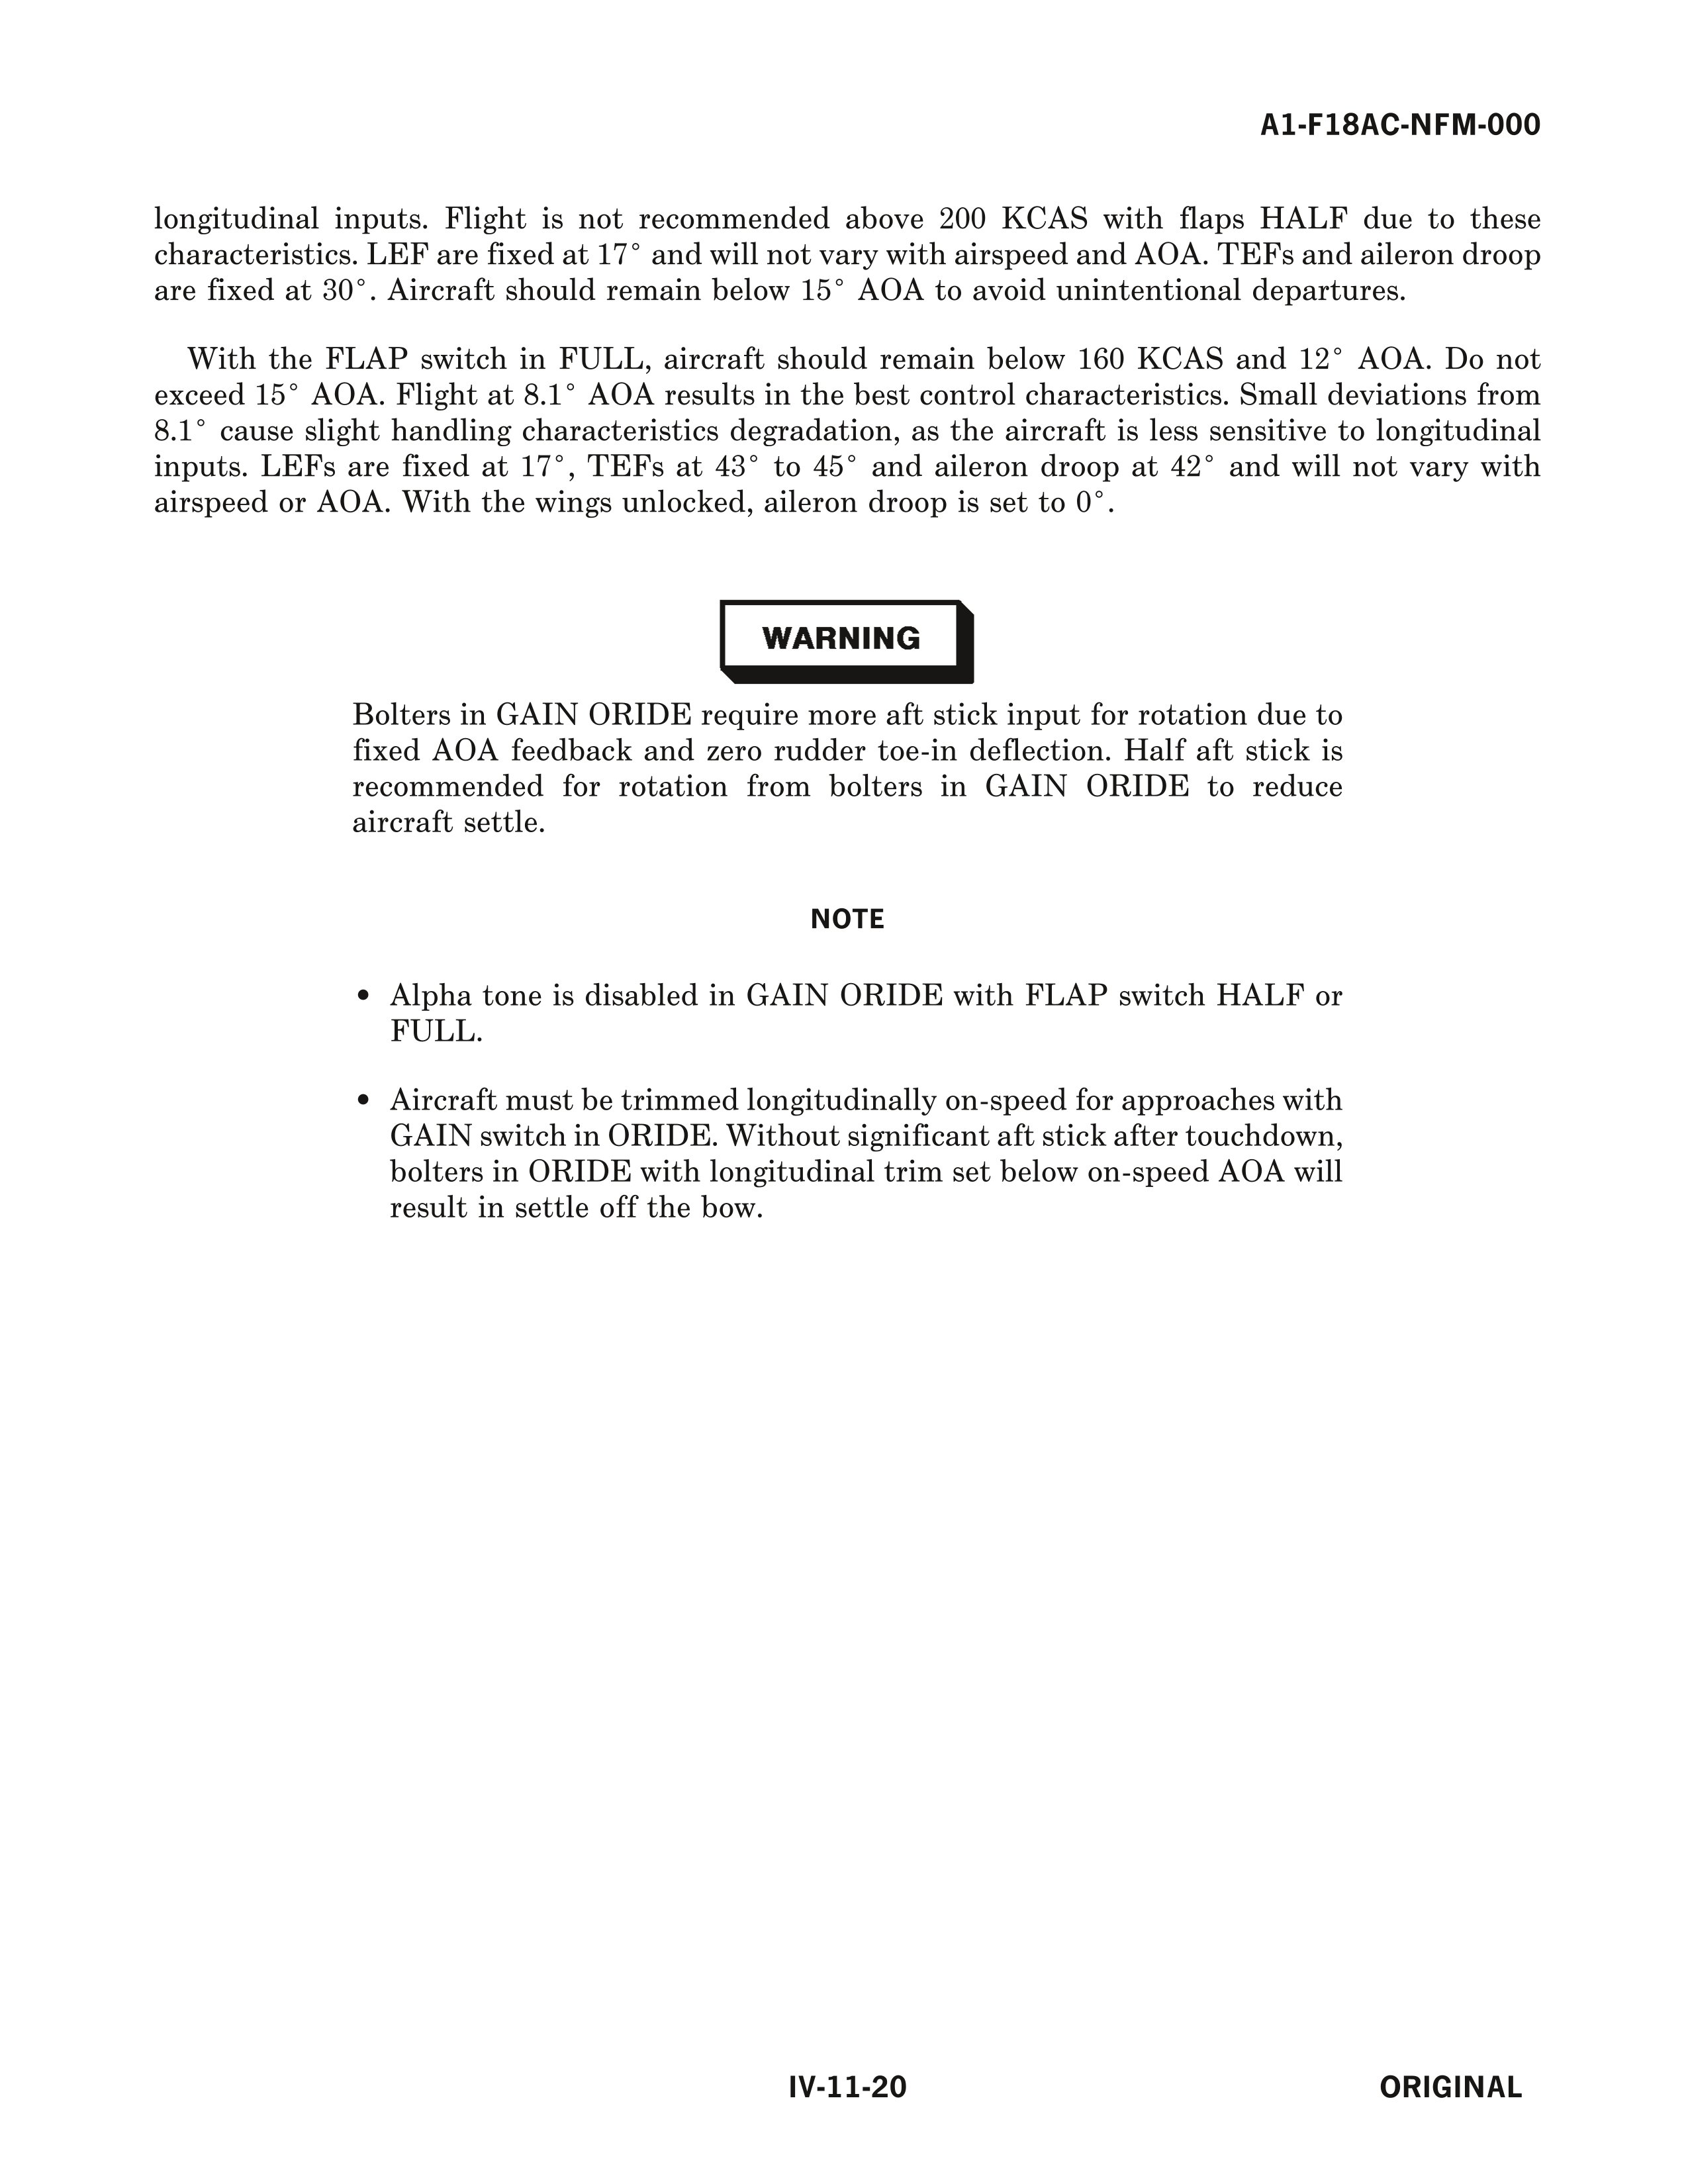 A1-F18AC-NFM-000
longitudinal inputs. Flight is not recommended above 200 KCAS with flaps HALF due to these
characteristics. LEF are fixed at 17° and will not vary with airspeed and AOA. TEFs and aileron droop
are fixed at 30°. Aircraft should remain below 15° AOA to avoid unintentional departures.
With the FLAP switch in FULL, aircraft should remain below 160 KCAS and 12° AOA. Do not
exceed 15° AOA. Flight at 8.1° AOA results in the best control characteristics. Small deviations from
8.1° cause slight handling characteristics degradation, as the aircraft is less sensitive to longitudinal
inputs. LEFs are fixed at 17°, TEFs at 43° to 45° and aileron droop at 42° and will not vary with
airspeed or AOA. With the wings unlocked, aileron droop is set to 0°.
WARNING
Bolters in GAIN ORIDE require more aft stick input for rotation due to
fixed AOA feedback and zero rudder toe-in deflection. Half aft stick is
recommended for rotation from bolters in GAIN ORIDE to reduce
aircraft settle.
NOTE
• Alpha tone is disabled in GAIN ORIDE with FLAP switch HALF or
FULL.
• Aircraft must be trimmed longitudinally on-speed for approaches with
GAIN switch in ORIDE. Without significant aft stick after touchdown,
bolters in ORIDE with longitudinal trim set below on-speed AOA will
result in settle off the bow.
IV-11-20
ORIGINAL